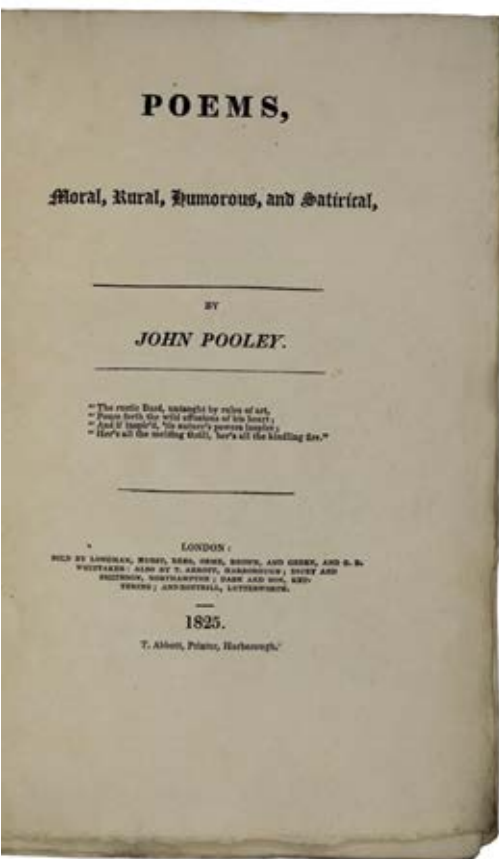 POEMS,
Moral, Rural, Humorous, and Satirical,
BY
JOHN POOLEY.
"The rustic Bard, untaught by rules of art,
"Pours forth the wild effusions of his heart;
"And if inspir'd, 'tis nature's powers inspire;
"Her's all the melting thrill, her's all the kindling fire."
LONDON:
SOLD BY LONGMAN, HURST, REES, ORME, BROWN, AND GREEN, AND G. B.
WHITTAKER: ALSO BY T. ABBOTT, HARBOROUGH; DICEY AND
SMITHSON, NORTHAMPTON; DASH AND SON, KET-
TERING; AND BOTTRILL, LUTTERWORTH.
1825.
T. Abbott, Printer, Harborough.